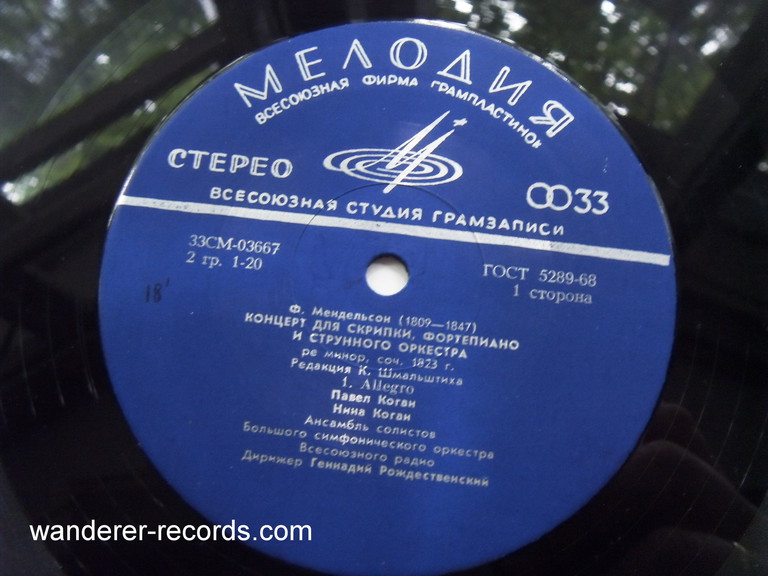 МЕЛОДИЯ
ВСЕСОЮЗНАЯ ФИРМА ГРАМПЛАСТИНОК
СТЕРЕО
33
ВСЕСОЮЗНАЯ СТУДИЯ ГРАМЗАПИСИ
33СМ-03667
2 гр. 1-20
ГОСТ 5289-68
1 сторона
18'
Ф. Мендельсон (1809—1847)
КОНЦЕРТ ДЛЯ СКРИПКИ, ФОРТЕПИАНО
И СТРУННОГО ОРКЕСТРА
ре минор, соч. 1823 г.
Редакция К. Шмальштиха
1. Allegro
Павел Коган
Нина Коган
Ансамбль солистов
Большого симфонического оркестра
Всесоюзного радио
Дирижер Геннадий Рождественский
wanderer-records.com